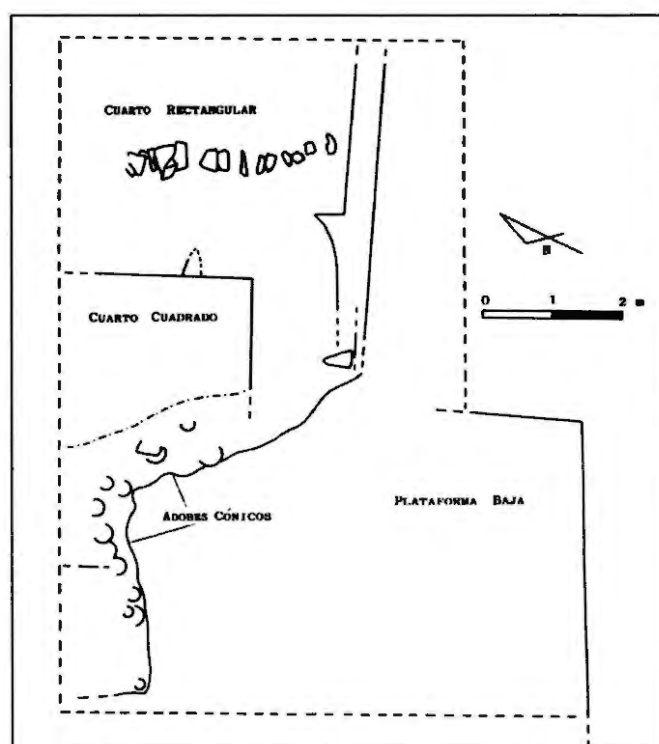 CUARTO RECTANGULAR
N
0 1 2 m
CUARTO CUADRADO
PLATAFORMA BAJA
ADOBES CÓNICOS